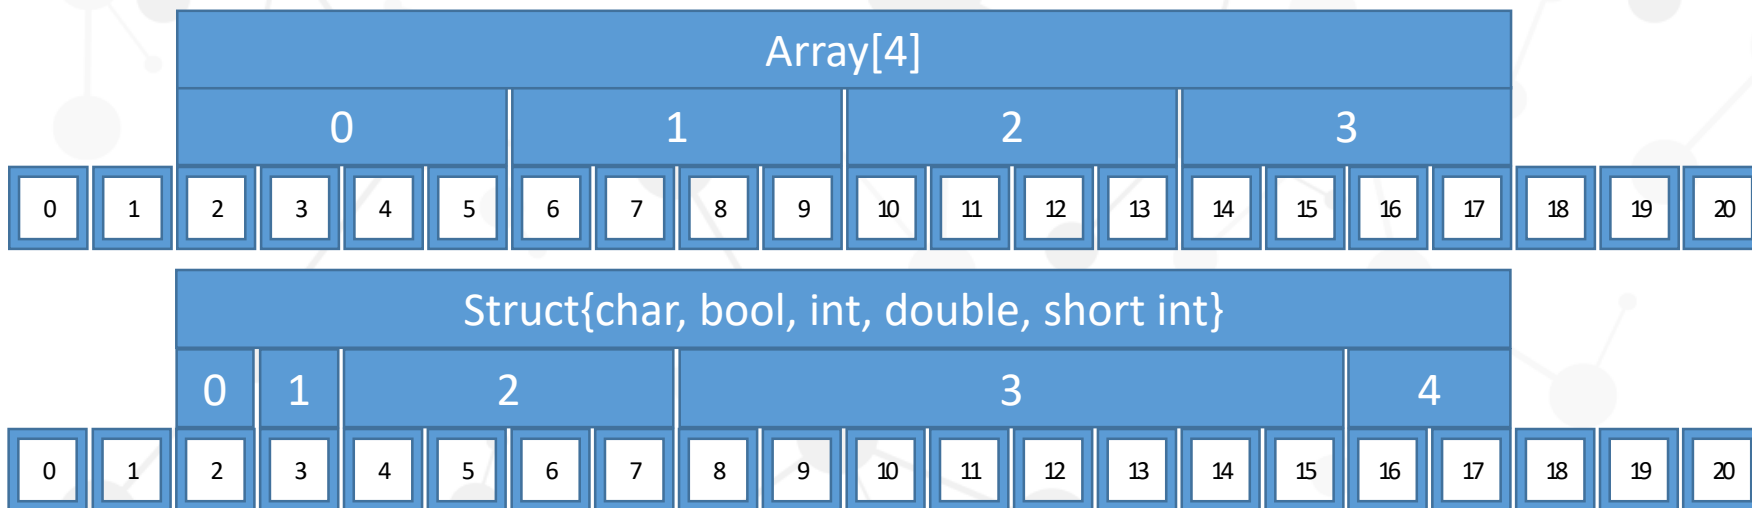 Array[4]
0 1 2 3
0 1 2 3 4 5 6 7 8 9 10 11 12 13 14 15 16 17 18 19 20
Struct{char, bool, int, double, short int}
0 1 2 3 4
0 1 2 3 4 5 6 7 8 9 10 11 12 13 14 15 16 17 18 19 20